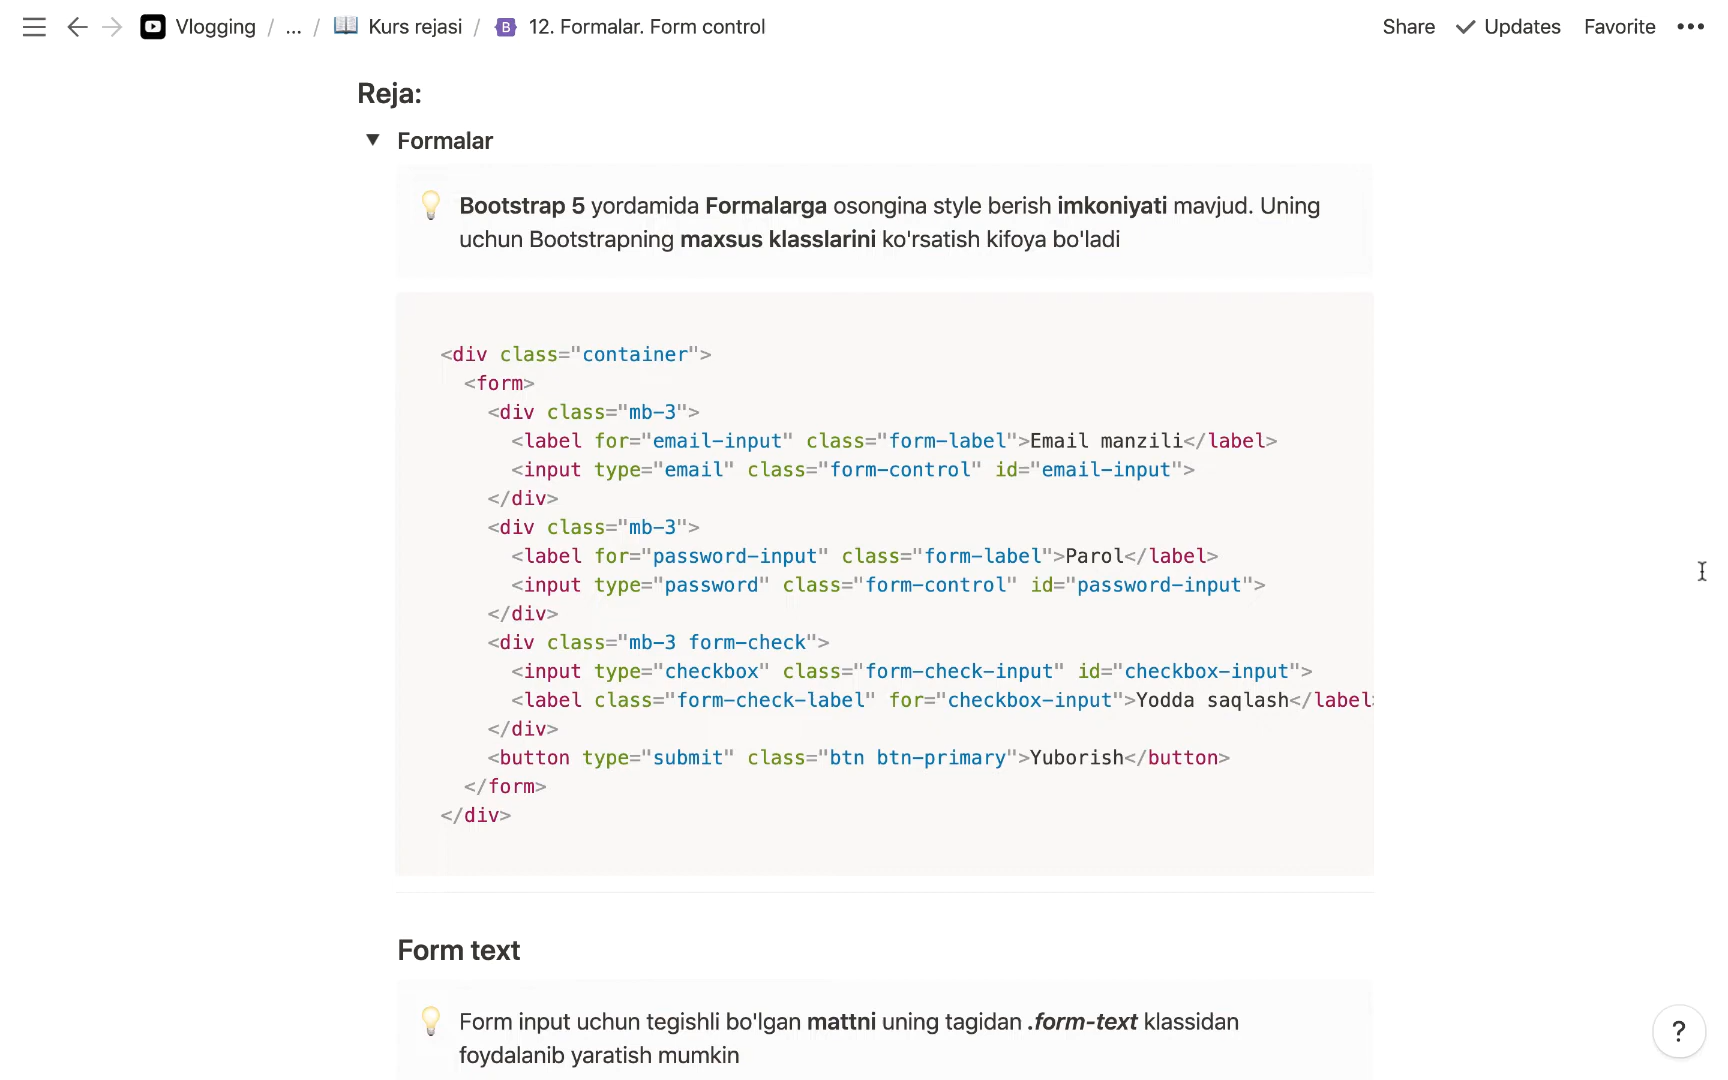 Vlogging / ... / Kurs rejasi / B 12. Formalar. Form control Share Updates Favorite •••
Reja:
Formalar
Bootstrap 5 yordamida Formalarga osongina style berish imkoniyati mavjud. Uning
uchun Bootstrapning maxsus klasslarini ko'rsatish kifoya bo'ladi
<div class="container">
  <form>
    <div class="mb-3">
      <label for="email-input" class="form-label">Email manzili</label>
      <input type="email" class="form-control" id="email-input">
    </div>
    <div class="mb-3">
      <label for="password-input" class="form-label">Parol</label>
      <input type="password" class="form-control" id="password-input">
    </div>
    <div class="mb-3 form-check">
      <input type="checkbox" class="form-check-input" id="checkbox-input">
      <label class="form-check-label" for="checkbox-input">Yodda saqlash</label>
    </div>
    <button type="submit" class="btn btn-primary">Yuborish</button>
  </form>
</div>
Form text
Form input uchun tegishli bo'lgan mattni uning tagidan .form-text klassidan
foydalanib yaratish mumkin
?